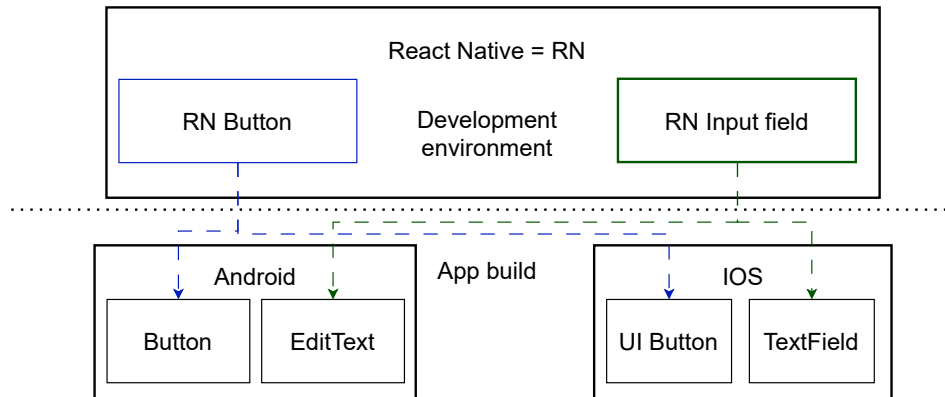 React Native = RN
RN Button
Development
environment
RN Input field
Android
App build
IOS
Button
EditText
UI Button
TextField